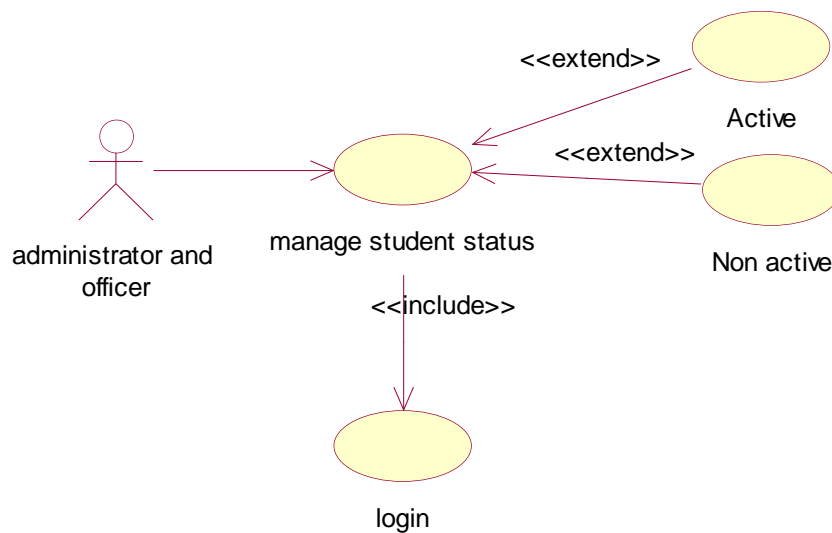 <<extend>>
Active
<<extend>>
Non active
manage student status
administrator and
officer
<<include>>
login